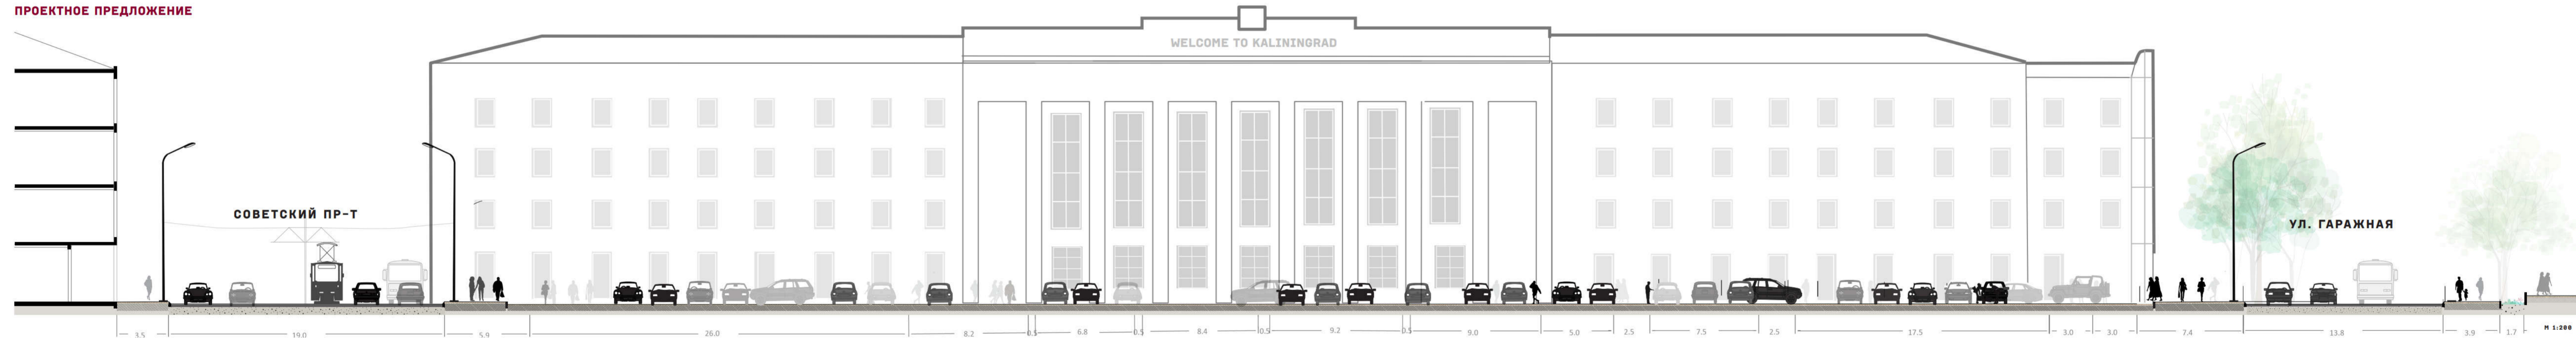 ПРОЕКТНОЕ ПРЕДЛОЖЕНИЕ
WELCOME TO KALININGRAD
СОВЕТСКИЙ ПР-Т
УЛ. ГАРАЖНАЯ
3.5 19.0 5.9 26.0 8.2 0.5 6.8 0.5 8.4 0.5 9.2 0.5 9.0 5.0 2.5 7.5 2.5 17.5 3.0 3.0 7.4 13.8 3.9 1.7 М 1:200